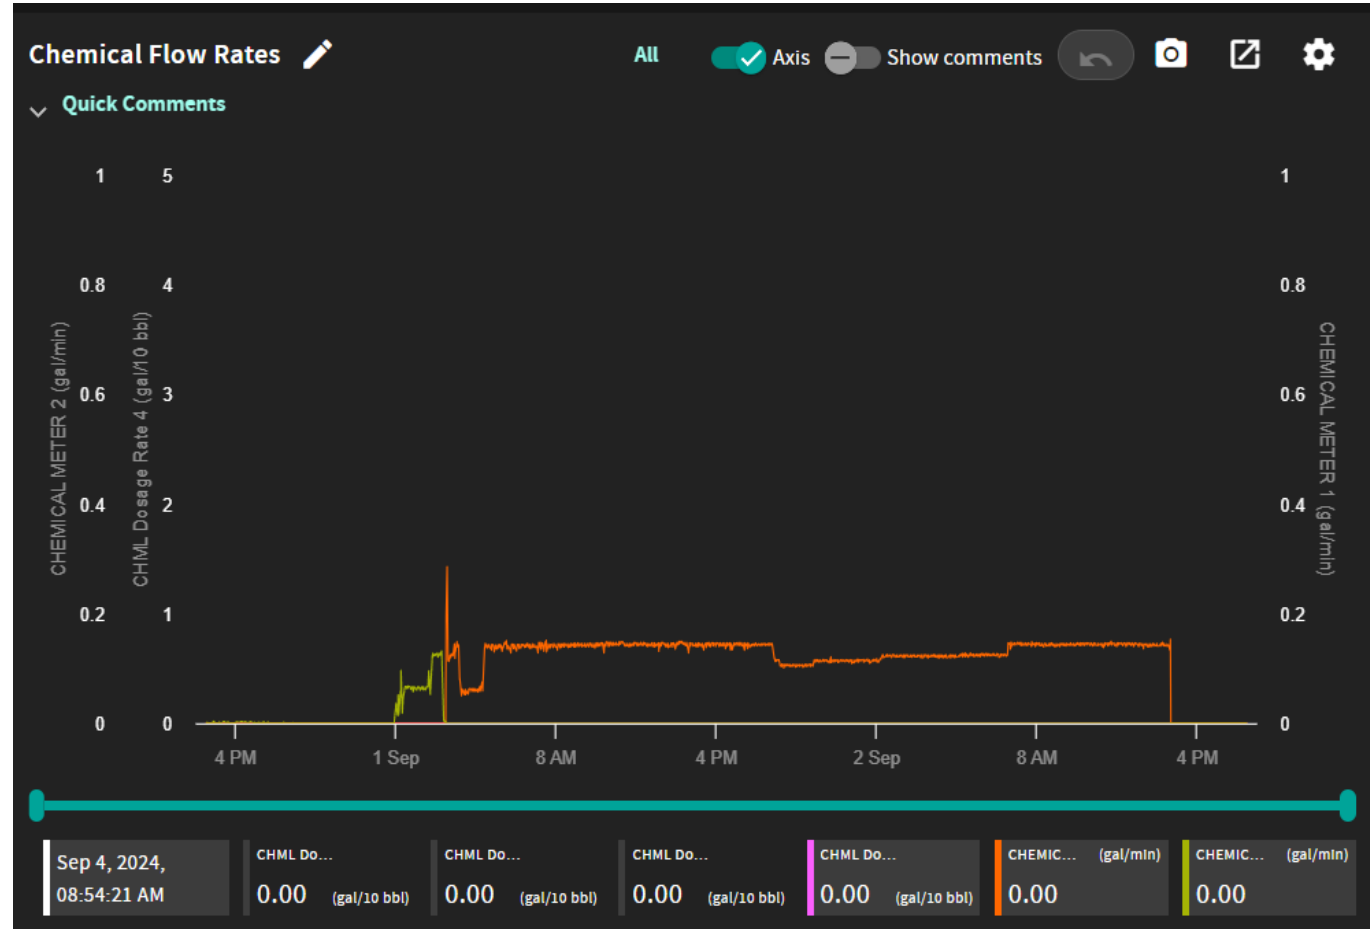 Chemical Flow Rates
All
Axis
Show comments
Quick Comments
1 5 1
0.8 4 0.8
0.6 3 0.6
0.4 2 0.4
0.2 1 0.2
0 0 0
CHEMICAL METER 2 (gal/min)
CHML Dosage Rate 4 (gal/10 bbl)
CHEMICAL METER 1 (gal/min)
4 PM 1 Sep 8 AM 4 PM 2 Sep 8 AM 4 PM
Sep 4, 2024,
08:54:21 AM
CHML Do...
0.00 (gal/10 bbl)
CHML Do...
0.00 (gal/10 bbl)
CHML Do...
0.00 (gal/10 bbl)
CHML Do...
0.00 (gal/10 bbl)
CHEMIC... (gal/min)
0.00
CHEMIC... (gal/min)
0.00